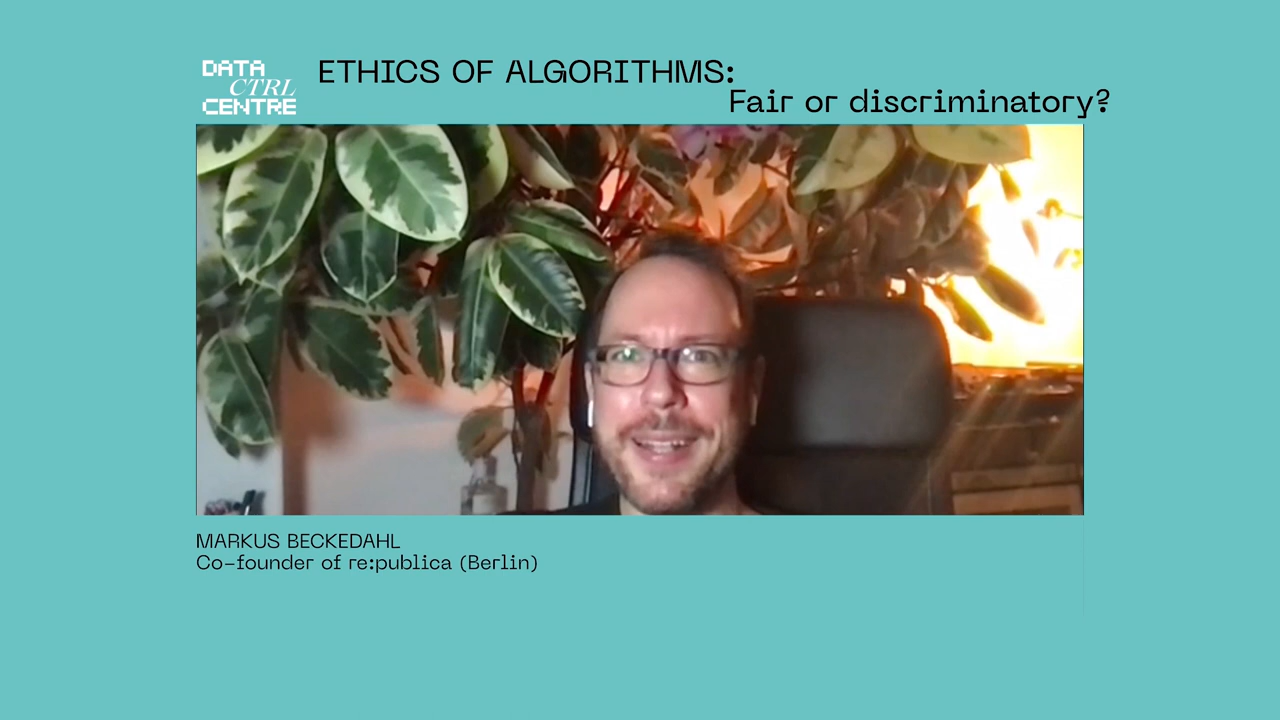 DATA
CTRL
CENTRE
ETHICS OF ALGORITHMS:
Fair or discriminatory?
MARKUS BECKEDAHL
Co-founder of re:publica (Berlin)